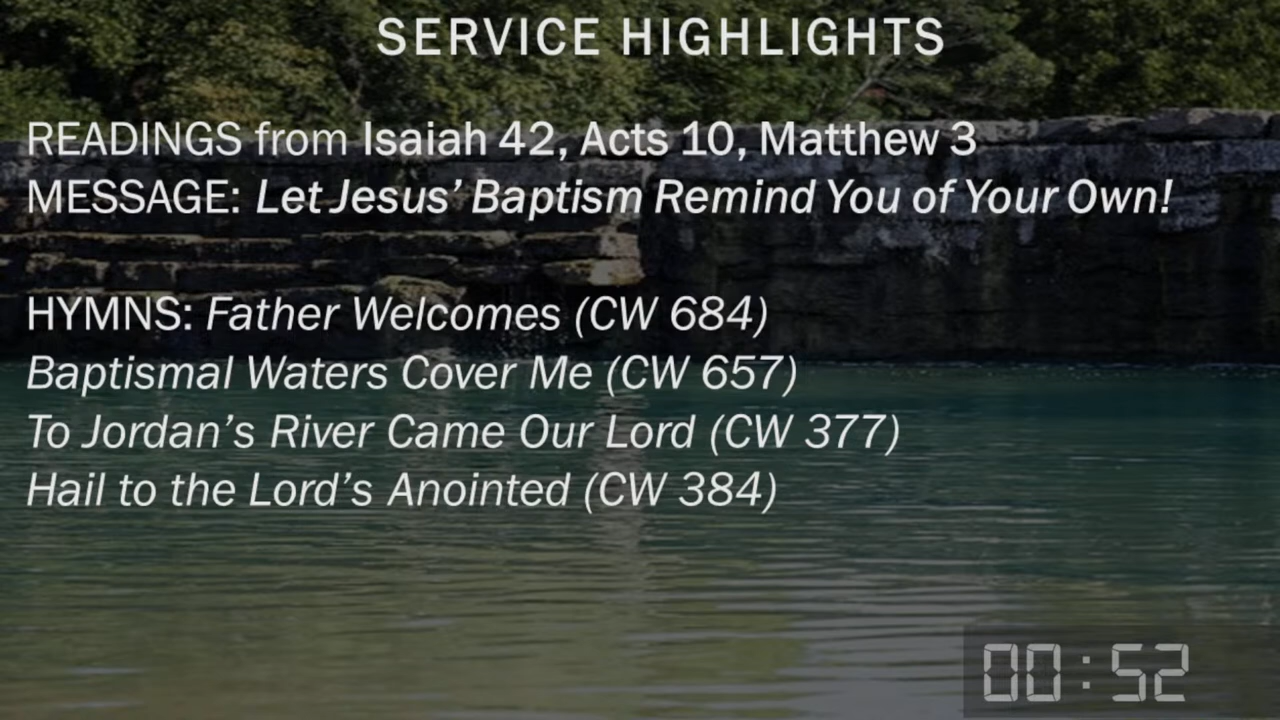 SERVICE HIGHLIGHTS
READINGS from Isaiah 42, Acts 10, Matthew 3
MESSAGE: Let Jesus’ Baptism Remind You of Your Own!
HYMNS: Father Welcomes (CW 684)
Baptismal Waters Cover Me (CW 657)
To Jordan’s River Came Our Lord (CW 377)
Hail to the Lord’s Anointed (CW 384)
00:52